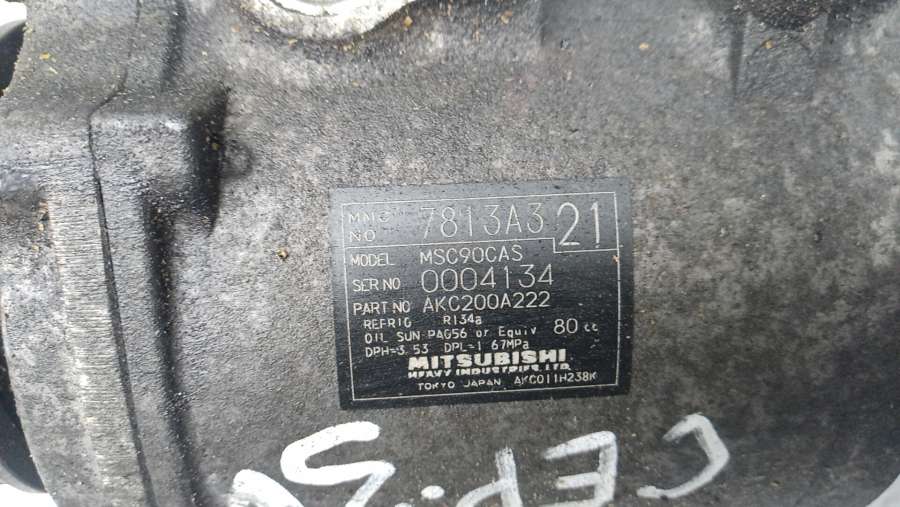 MMC NO 7813A3 21
MODEL MSC90CAS
SER NO 0004134
PART NO AKC200A222
REFRIG R134a
OIL SUN-PAG56 or Equiv 80 cc
DPH=3.53 DPL=1.67MPa
MITSUBISHI
HEAVY INDUSTRIES, LTD.
TOKYO JAPAN AKC011H238K